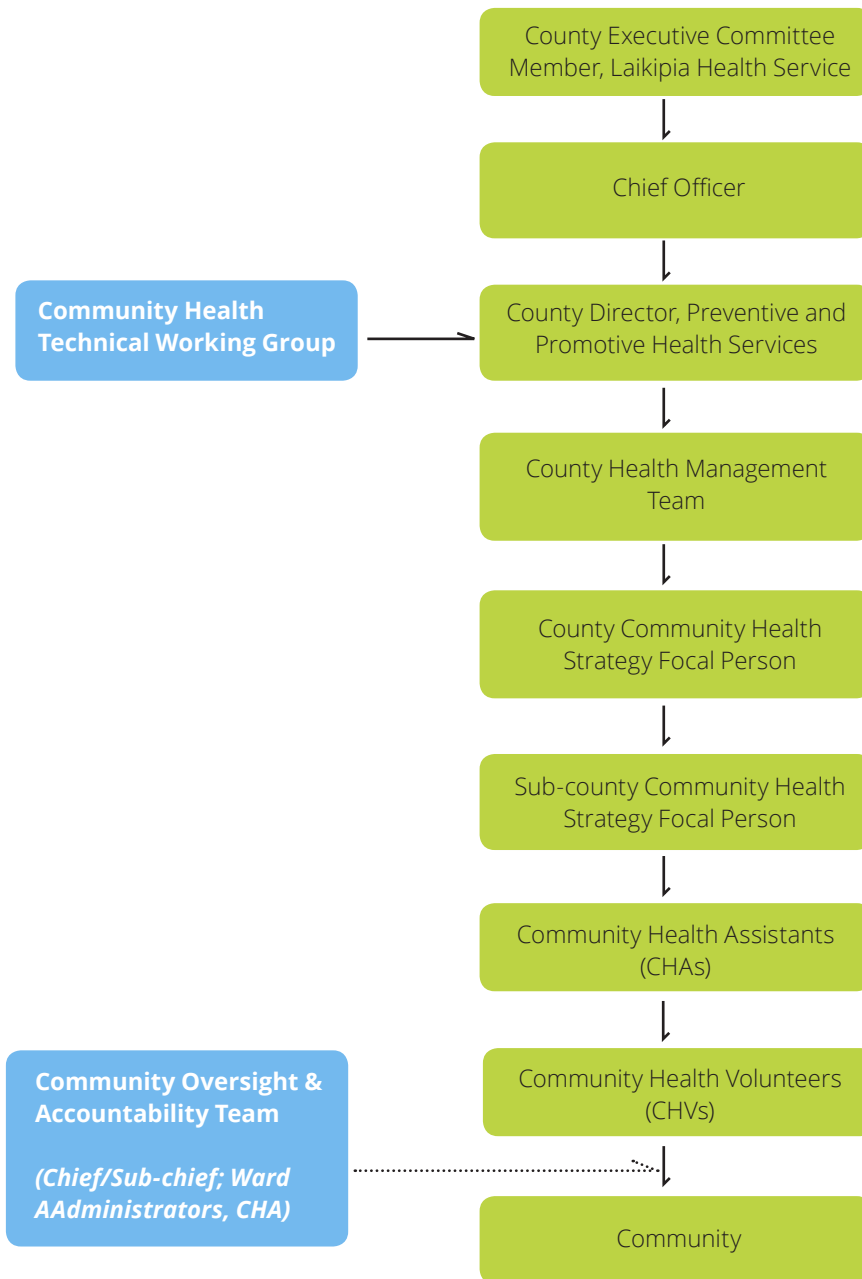 County Executive Committee
Member, Laikipia Health Service
Chief Officer
Community Health
Technical Working Group
County Director, Preventive and
Promotive Health Services
County Health Management
Team
County Community Health
Strategy Focal Person
Sub-county Community Health
Strategy Focal Person
Community Health Assistants
(CHAs)
Community Health Volunteers
(CHVs)
Community Oversight &
Accountability Team
(Chief/Sub-chief; Ward
AAdministrators, CHA)
Community